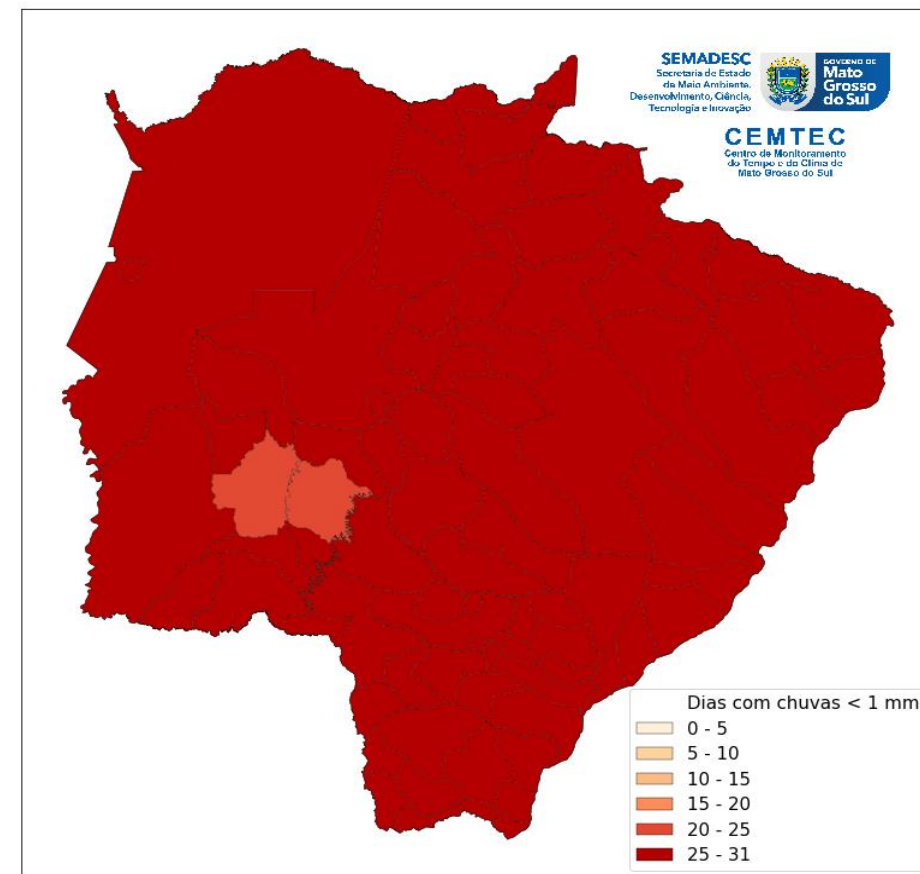 SEMADESC
Secretaria de Estado
de Meio Ambiente,
Desenvolvimento, Ciência,
Tecnologia e Inovação
GOVERNO DE
Mato
Grosso
do Sul
CEMTEC
Centro de Monitoramento
do Tempo e do Clima de
Mato Grosso do Sul
Dias com chuvas < 1 mm
0 - 5
5 - 10
10 - 15
15 - 20
20 - 25
25 - 31